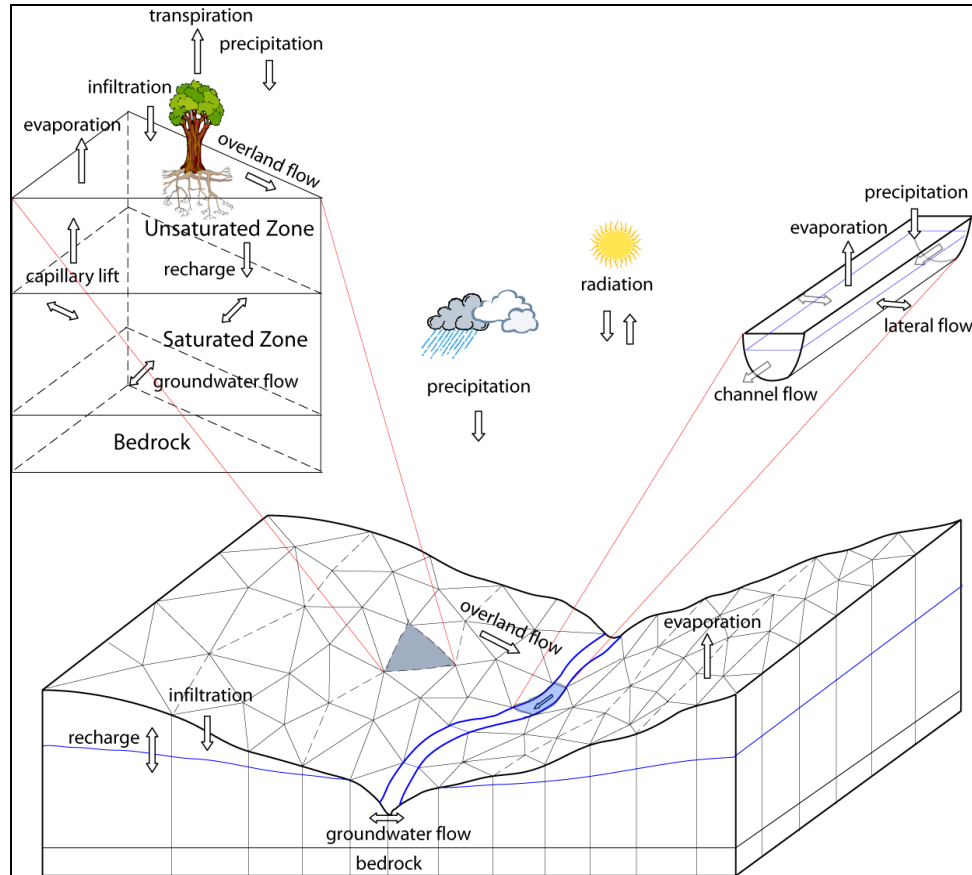 transpiration
precipitation
infiltration
evaporation
overland flow
Unsaturated Zone
capillary lift
recharge
Saturated Zone
groundwater flow
Bedrock
radiation
precipitation
precipitation
evaporation
lateral flow
channel flow
overland flow
evaporation
infiltration
recharge
groundwater flow
bedrock